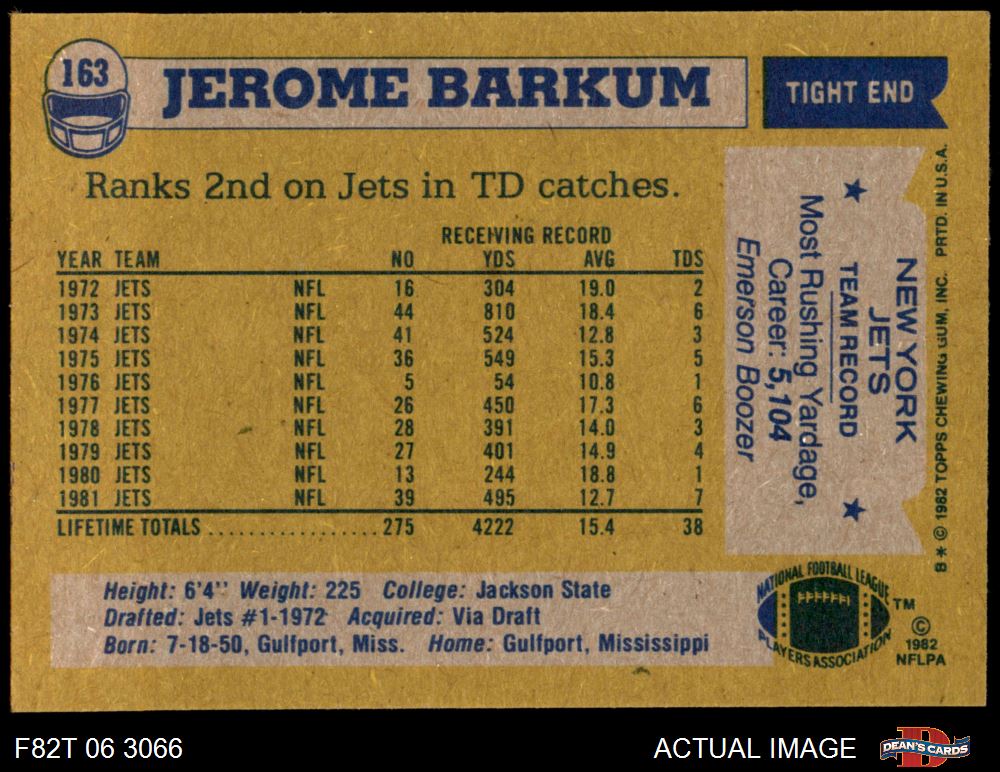 163
JEROME BARKUM
TIGHT END
Ranks 2nd on Jets in TD catches.
RECEIVING RECORD
YEAR TEAM NO YDS AVG TDS
1972 JETS NFL 16 304 19.0 2
1973 JETS NFL 44 810 18.4 6
1974 JETS NFL 41 524 12.8 3
1975 JETS NFL 36 549 15.3 5
1976 JETS NFL 5 54 10.8 1
1977 JETS NFL 26 450 17.3 6
1978 JETS NFL 28 391 14.0 3
1979 JETS NFL 27 401 14.9 4
1980 JETS NFL 13 244 18.8 1
1981 JETS NFL 39 495 12.7 7
LIFETIME TOTALS ................. 275 4222 15.4 38
NEW YORK
JETS
★ TEAM RECORD ★
Most Rushing Yardage,
Career: 5,104
Emerson Boozer
B * © 1982 TOPPS CHEWING GUM, INC. PRTD. IN U.S.A.
Height: 6'4" Weight: 225 College: Jackson State
Drafted: Jets #1-1972 Acquired: Via Draft
Born: 7-18-50, Gulfport, Miss. Home: Gulfport, Mississippi
NATIONAL FOOTBALL LEAGUE
PLAYERS ASSOCIATION
TM
©
1982
NFLPA
F82T 06 3066
ACTUAL IMAGE
D
DEAN'S CARDS